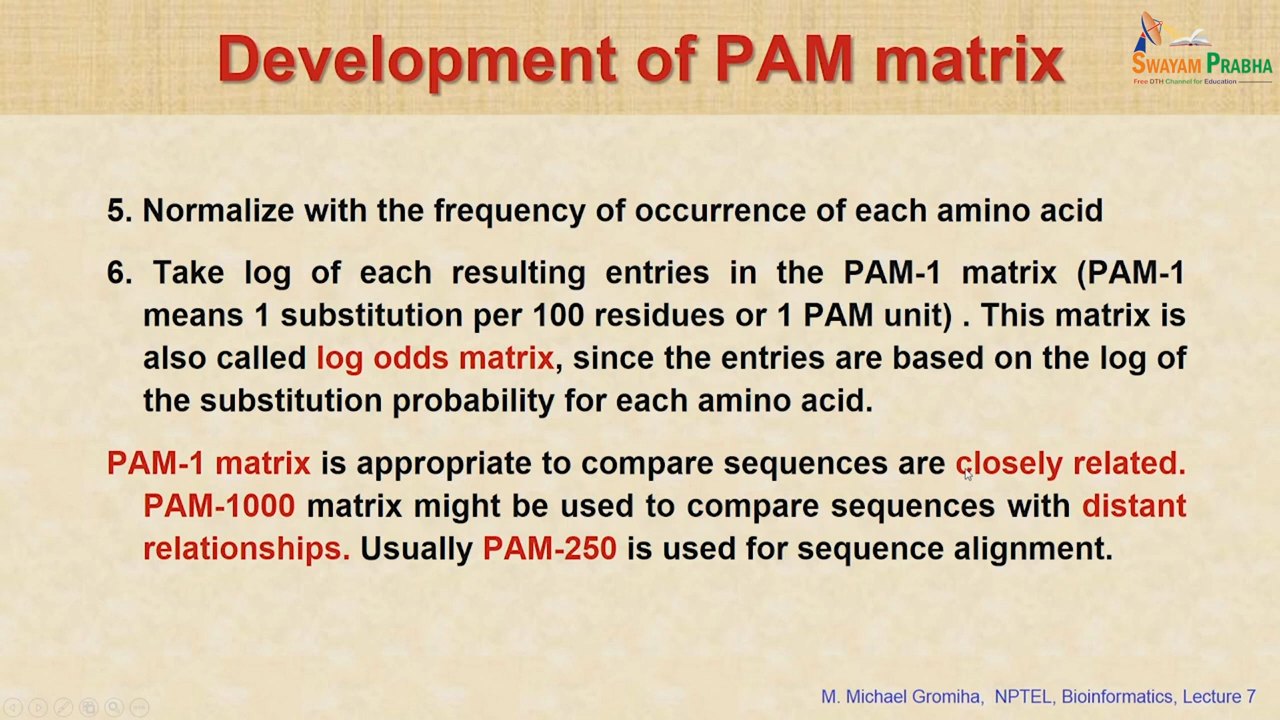 Development of PAM matrix
SWAYAM PRABHA
Free DTH Channel for Education
5. Normalize with the frequency of occurrence of each amino acid
6. Take log of each resulting entries in the PAM-1 matrix (PAM-1
means 1 substitution per 100 residues or 1 PAM unit) . This matrix is
also called log odds matrix, since the entries are based on the log of
the substitution probability for each amino acid.
PAM-1 matrix is appropriate to compare sequences are closely related.
PAM-1000 matrix might be used to compare sequences with distant
relationships. Usually PAM-250 is used for sequence alignment.
M. Michael Gromiha, NPTEL, Bioinformatics, Lecture 7